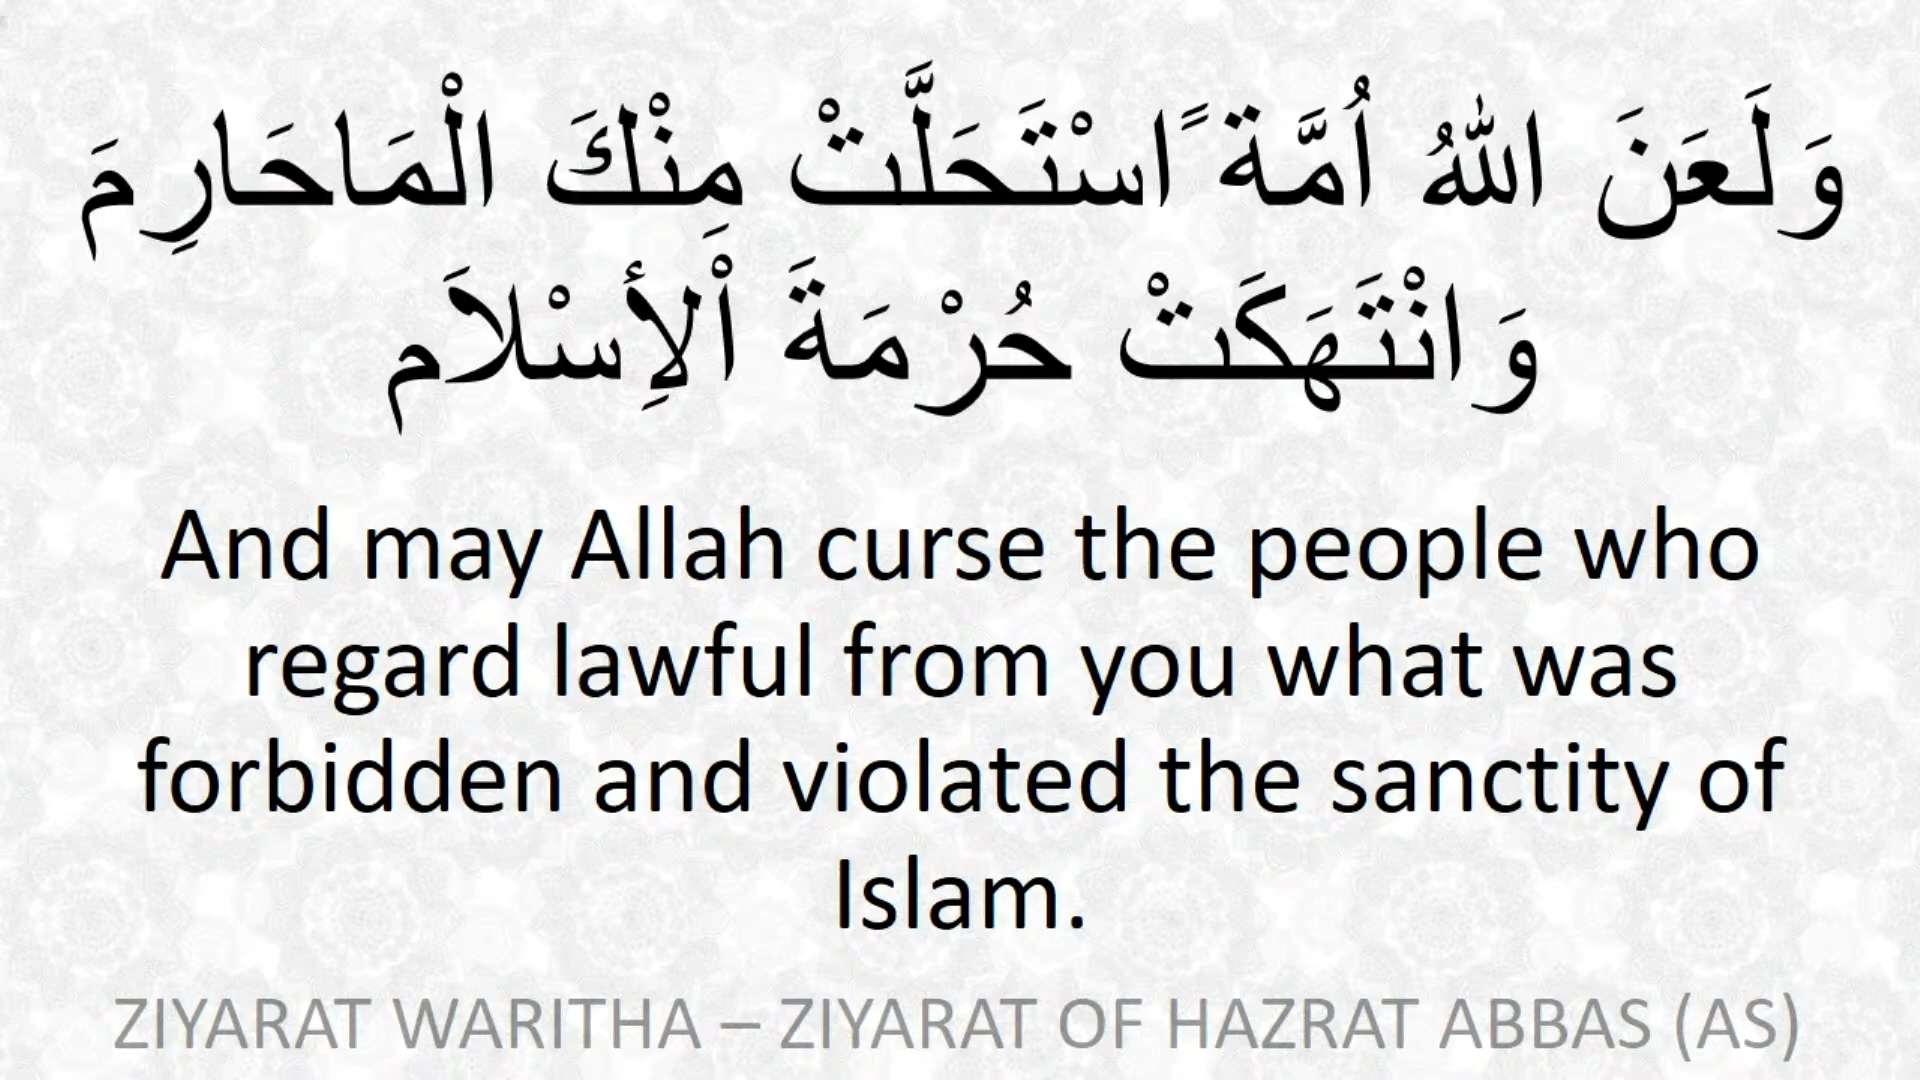 وَلَعَنَ اللهُ اُمَّة ًاسْتَحَلَّتْ مِنْكَ الْمَاحَارِمَ
وَانْتَهَكَتْ حُرْمَةَ اْلأِسْلاَم
And may Allah curse the people who
regard lawful from you what was
forbidden and violated the sanctity of
Islam.
ZIYARAT WARITHA – ZIYARAT OF HAZRAT ABBAS (AS)